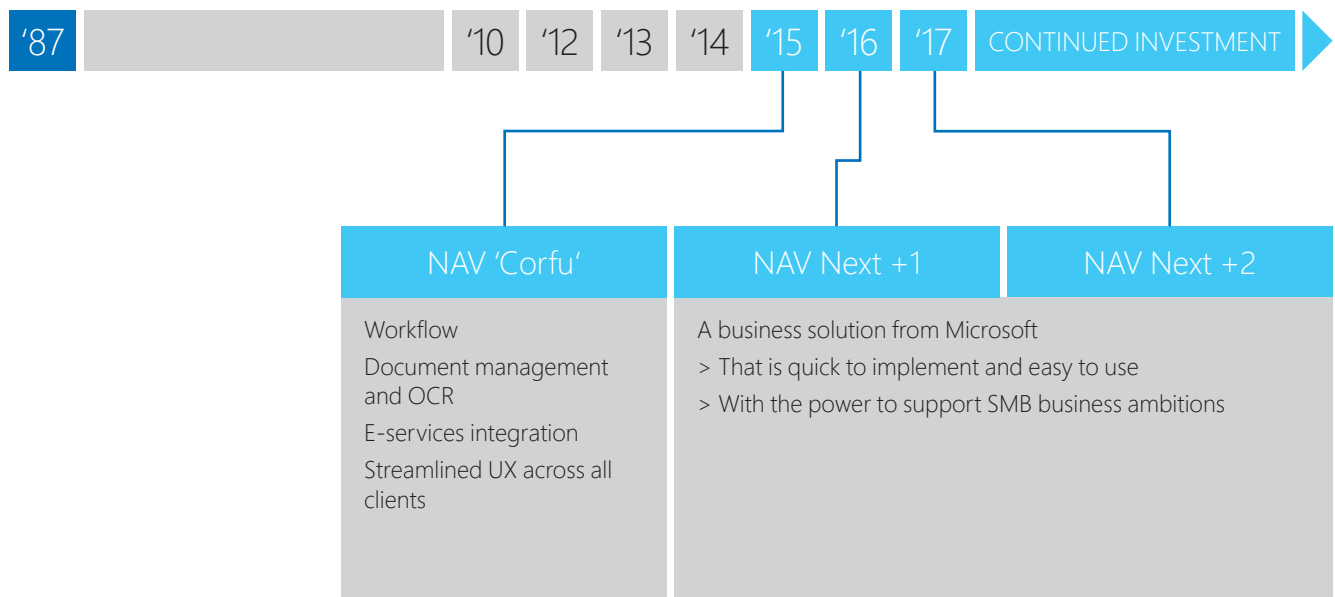 ‘87
‘10
‘12
‘13
‘14
‘15
‘16
‘17
CONTINUED INVESTMENT
NAV ‘Corfu‘
NAV Next +1
NAV Next +2
Workflow
Document management
and OCR
E-services integration
Streamlined UX across all
clients
A business solution from Microsoft
> That is quick to implement and easy to use
> With the power to support SMB business ambitions